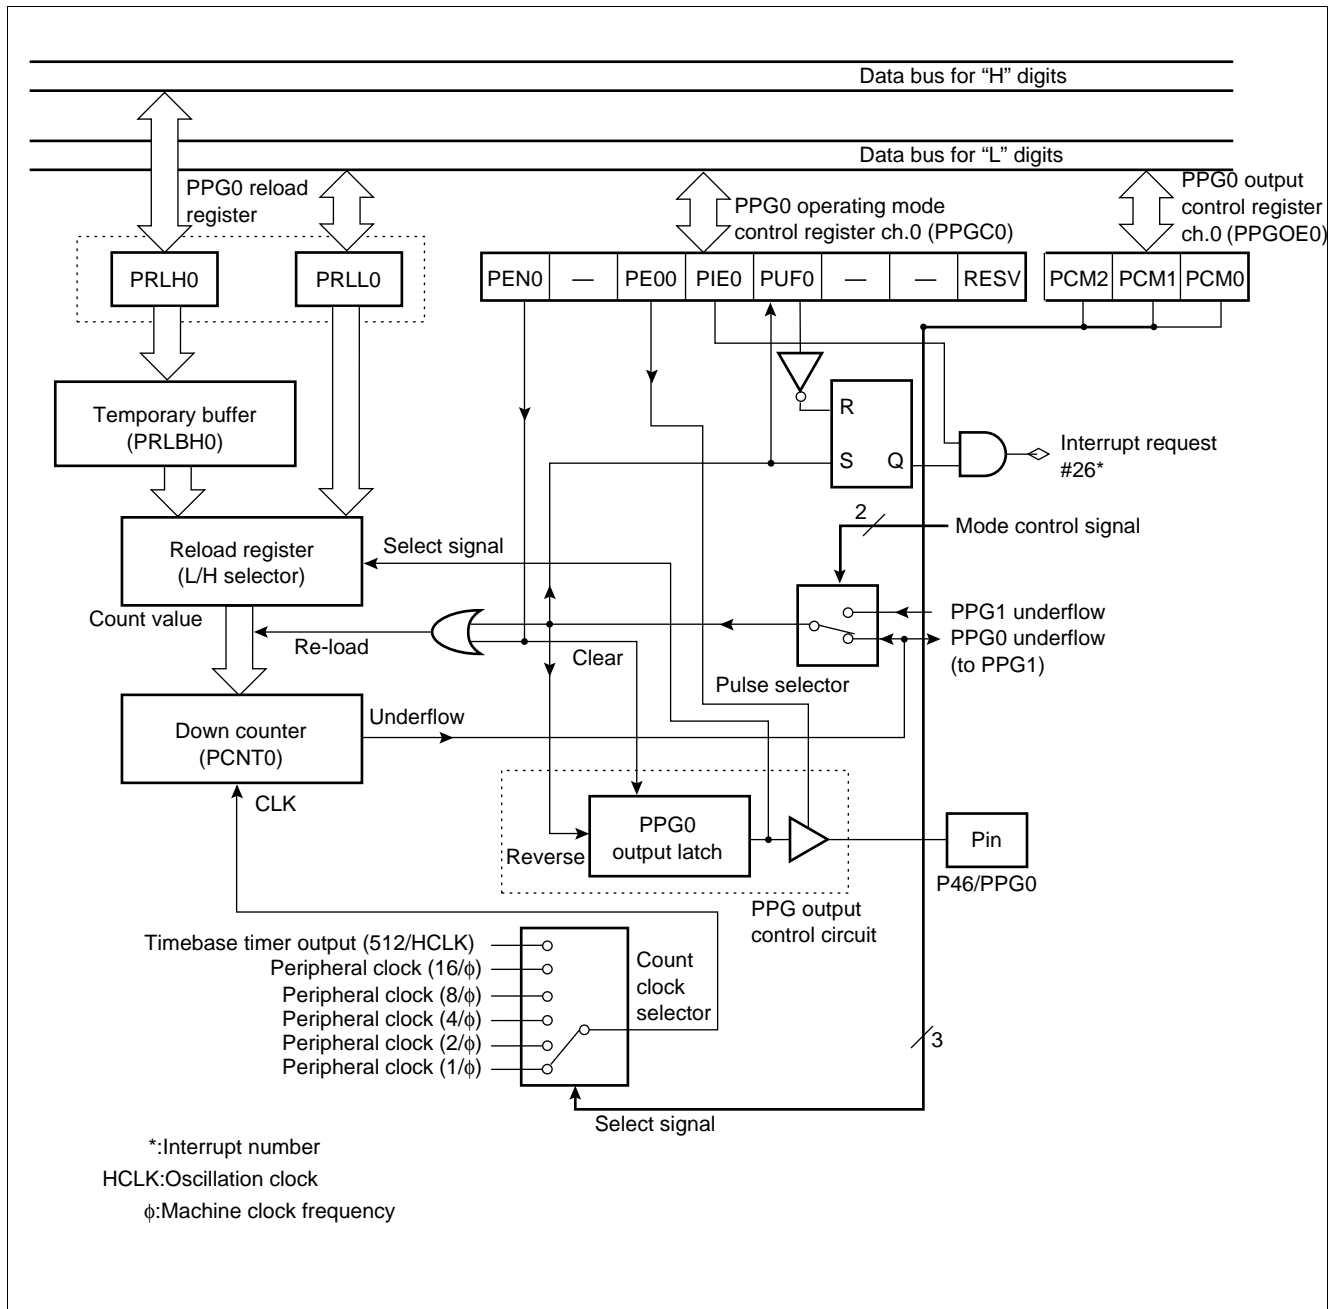 Data bus for “H” digits
Data bus for “L” digits
PPG0 reload
register
PPG0 operating mode
control register ch.0 (PPGC0)
PPG0 output
control register
ch.0 (PPGOE0)
PRLH0
PRLL0
PEN0
—
PE00
PIE0
PUF0
—
—
RESV
PCM2
PCM1
PCM0
Temporary buffer
(PRLBH0)
R
S
Q
Interrupt request
#26*
2
Mode control signal
Reload register
(L/H selector)
Select signal
Count value
Re-load
Clear
PPG1 underflow
PPG0 underflow
(to PPG1)
Pulse selector
Down counter
(PCNT0)
Underflow
CLK
PPG0
output latch
Reverse
Pin
P46/PPG0
PPG output
control circuit
Timebase timer output (512/HCLK)
Peripheral clock (16/ϕ)
Peripheral clock (8/ϕ)
Peripheral clock (4/ϕ)
Peripheral clock (2/ϕ)
Peripheral clock (1/ϕ)
Count
clock
selector
3
Select signal
*:Interrupt number
HCLK:Oscillation clock
ϕ:Machine clock frequency